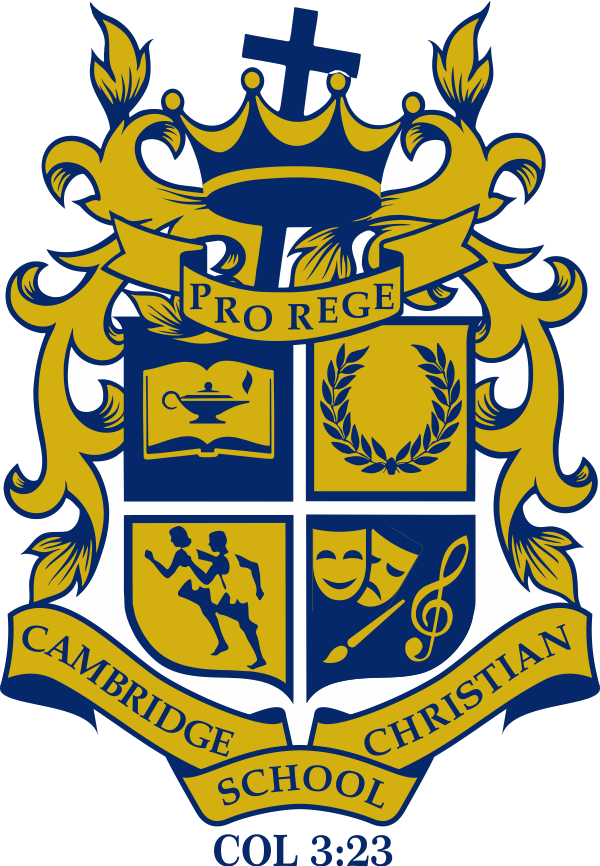 PRO REGE
CAMBRIDGE
CHRISTIAN
SCHOOL
COL 3:23